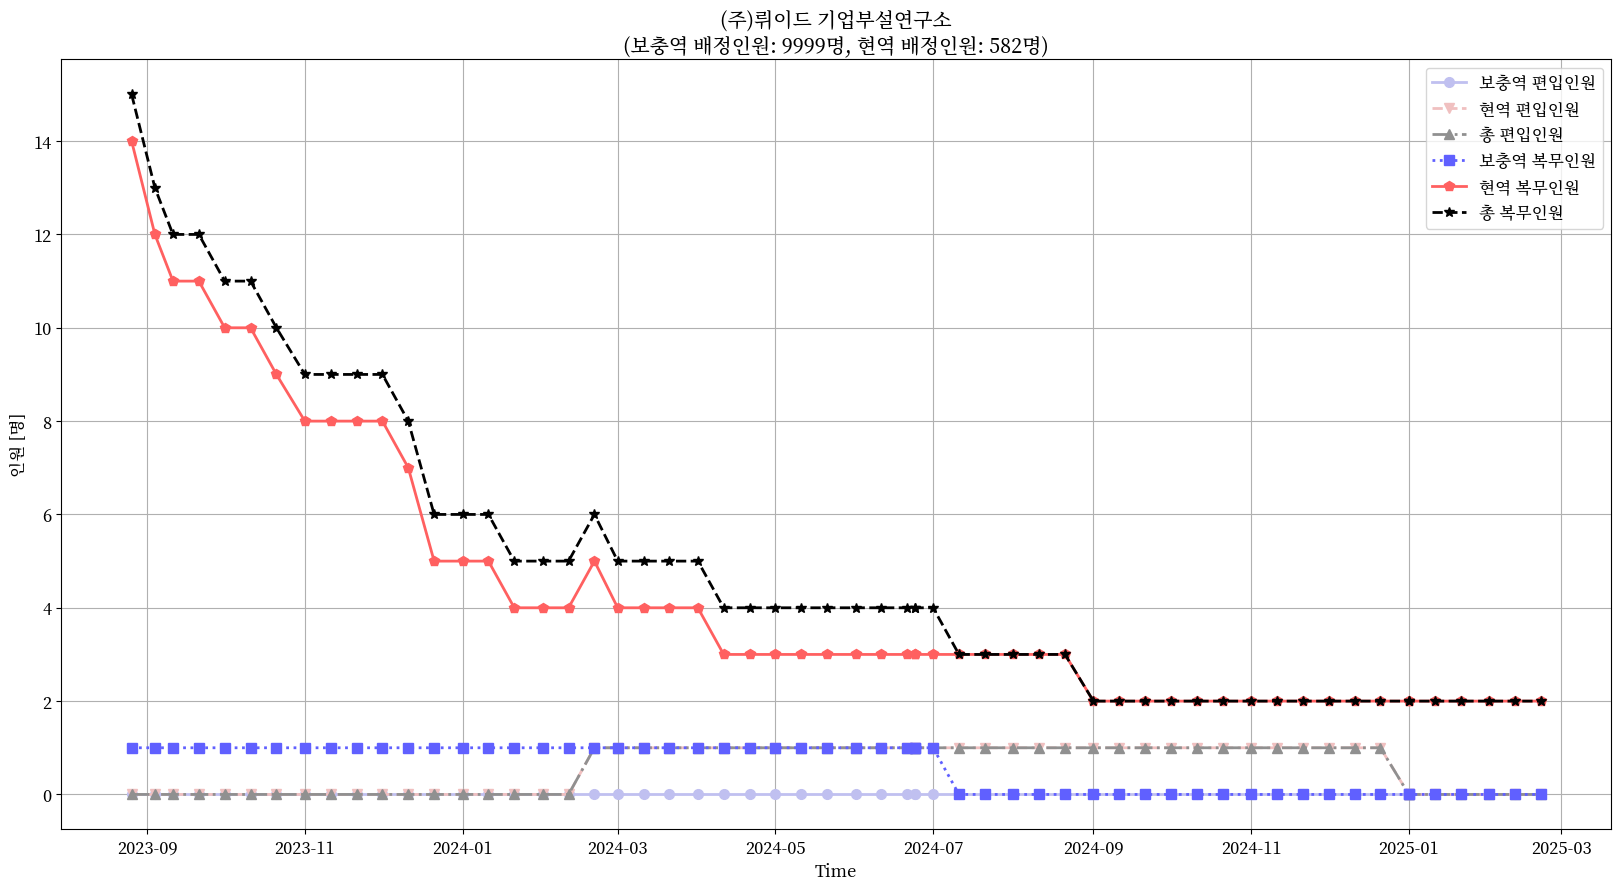 (주)뤼이드 기업부설연구소
(보충역 배정인원: 9999명, 현역 배정인원: 582명)
보충역 편입인원
현역 편입인원
총 편입인원
보충역 복무인원
현역 복무인원
총 복무인원
인원 [명]
14
12
10
8
6
4
2
0
2023-09
2023-11
2024-01
2024-03
2024-05
2024-07
2024-09
2024-11
2025-01
2025-03
Time